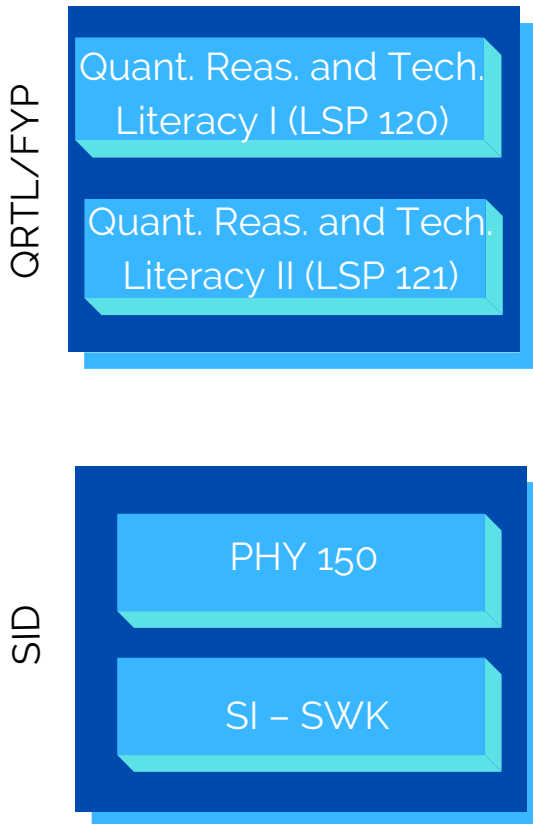 QRTL/FYP
Quant. Reas. and Tech.
Literacy I (LSP 120)
Quant. Reas. and Tech.
Literacy II (LSP 121)
SID
PHY 150
SI – SWK